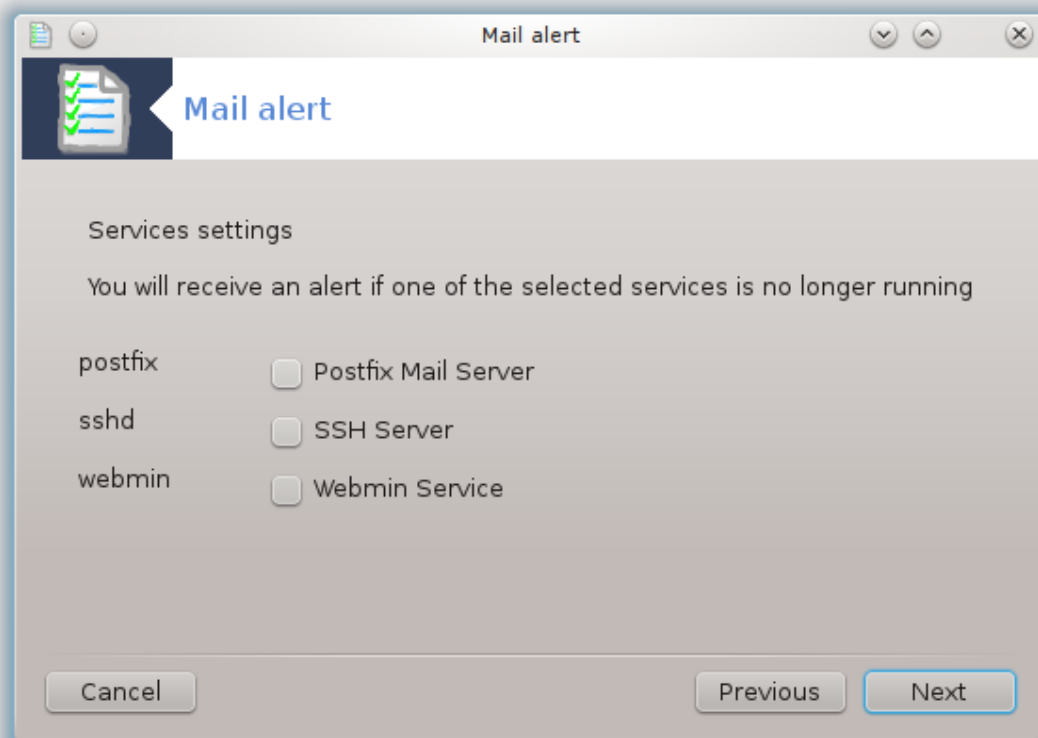 Mail alert
Mail alert
Services settings
You will receive an alert if one of the selected services is no longer running
postfix Postfix Mail Server
sshd SSH Server
webmin Webmin Service
Cancel Previous Next